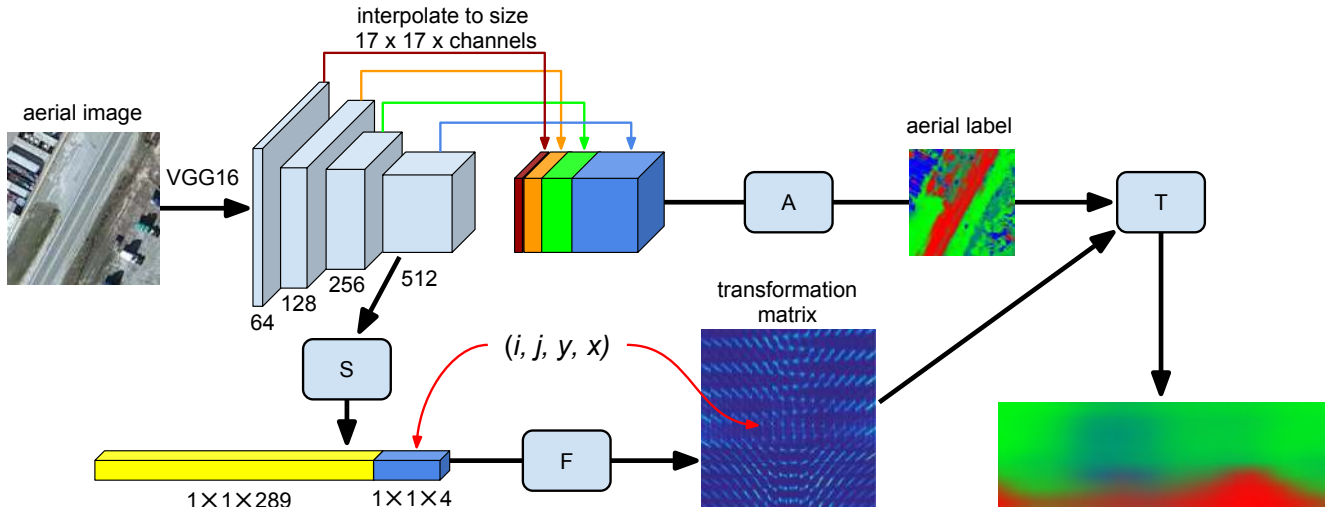 interpolate to size
17 x 17 x channels
aerial image
VGG16
64
128
256
512
A
aerial label
T
S
(i, j, y, x)
transformation
matrix
F
1×1×289
1×1×4